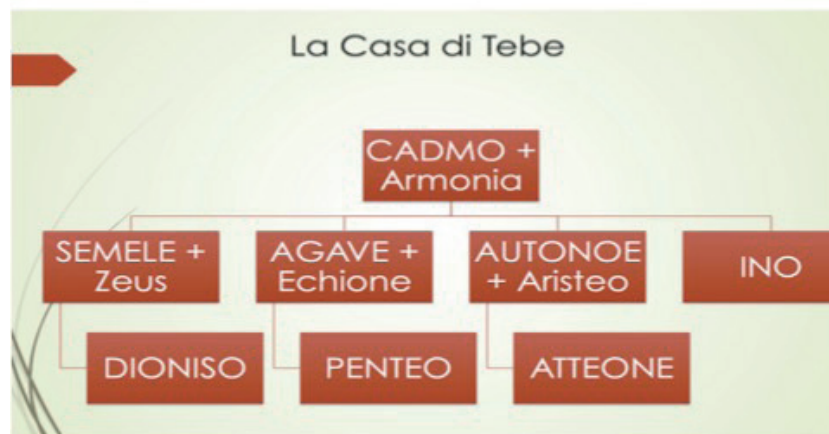 La Casa di Tebe
CADMO +
Armonia
SEMELE +
Zeus
AGAVE +
Echione
AUTONOE
+ Aristeo
INO
DIONISO
PENTEO
ATTEONE